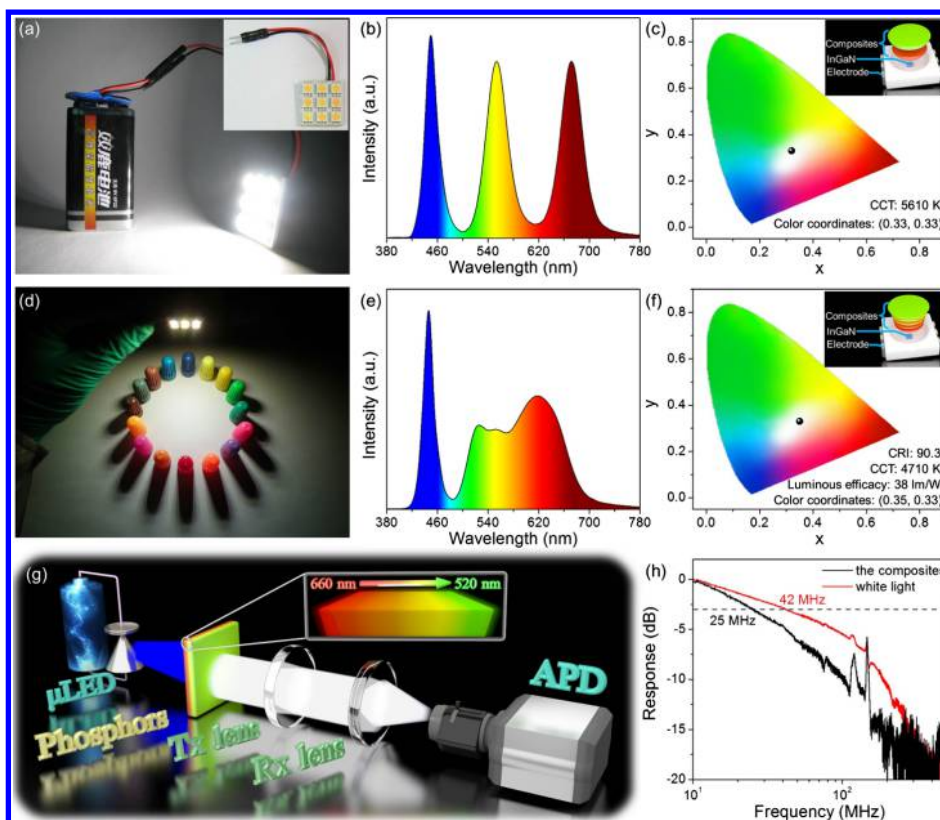 (a)
双鹿电池
(b)
Intensity (a.u.)
380 460 540 620 700 780
Wavelength (nm)
(c)
Composites
InGaN
Electrode
y
0.8
0.6
0.4
0.2
0.0
CCT: 5610 K
Color coordinates: (0.33, 0.33)
0.0 0.2 0.4 0.6 0.8
x
(d)
(e)
Intensity (a.u.)
380 460 540 620 700 780
Wavelength (nm)
(f)
Composites
InGaN
Electrode
y
0.8
0.6
0.4
0.2
0.0
CRI: 90.3
CCT: 4710 K
Luminous efficacy: 38 lm/W
Color coordinates: (0.35, 0.33)
0.0 0.2 0.4 0.6 0.8
x
(g)
660 nm 520 nm
μLED
Phosphors
Tx lens
Rx lens
APD
(h)
the composites
white light
42 MHz
25 MHz
Response (dB)
0
-5
-10
-15
-20
10¹ 10²
Frequency (MHz)